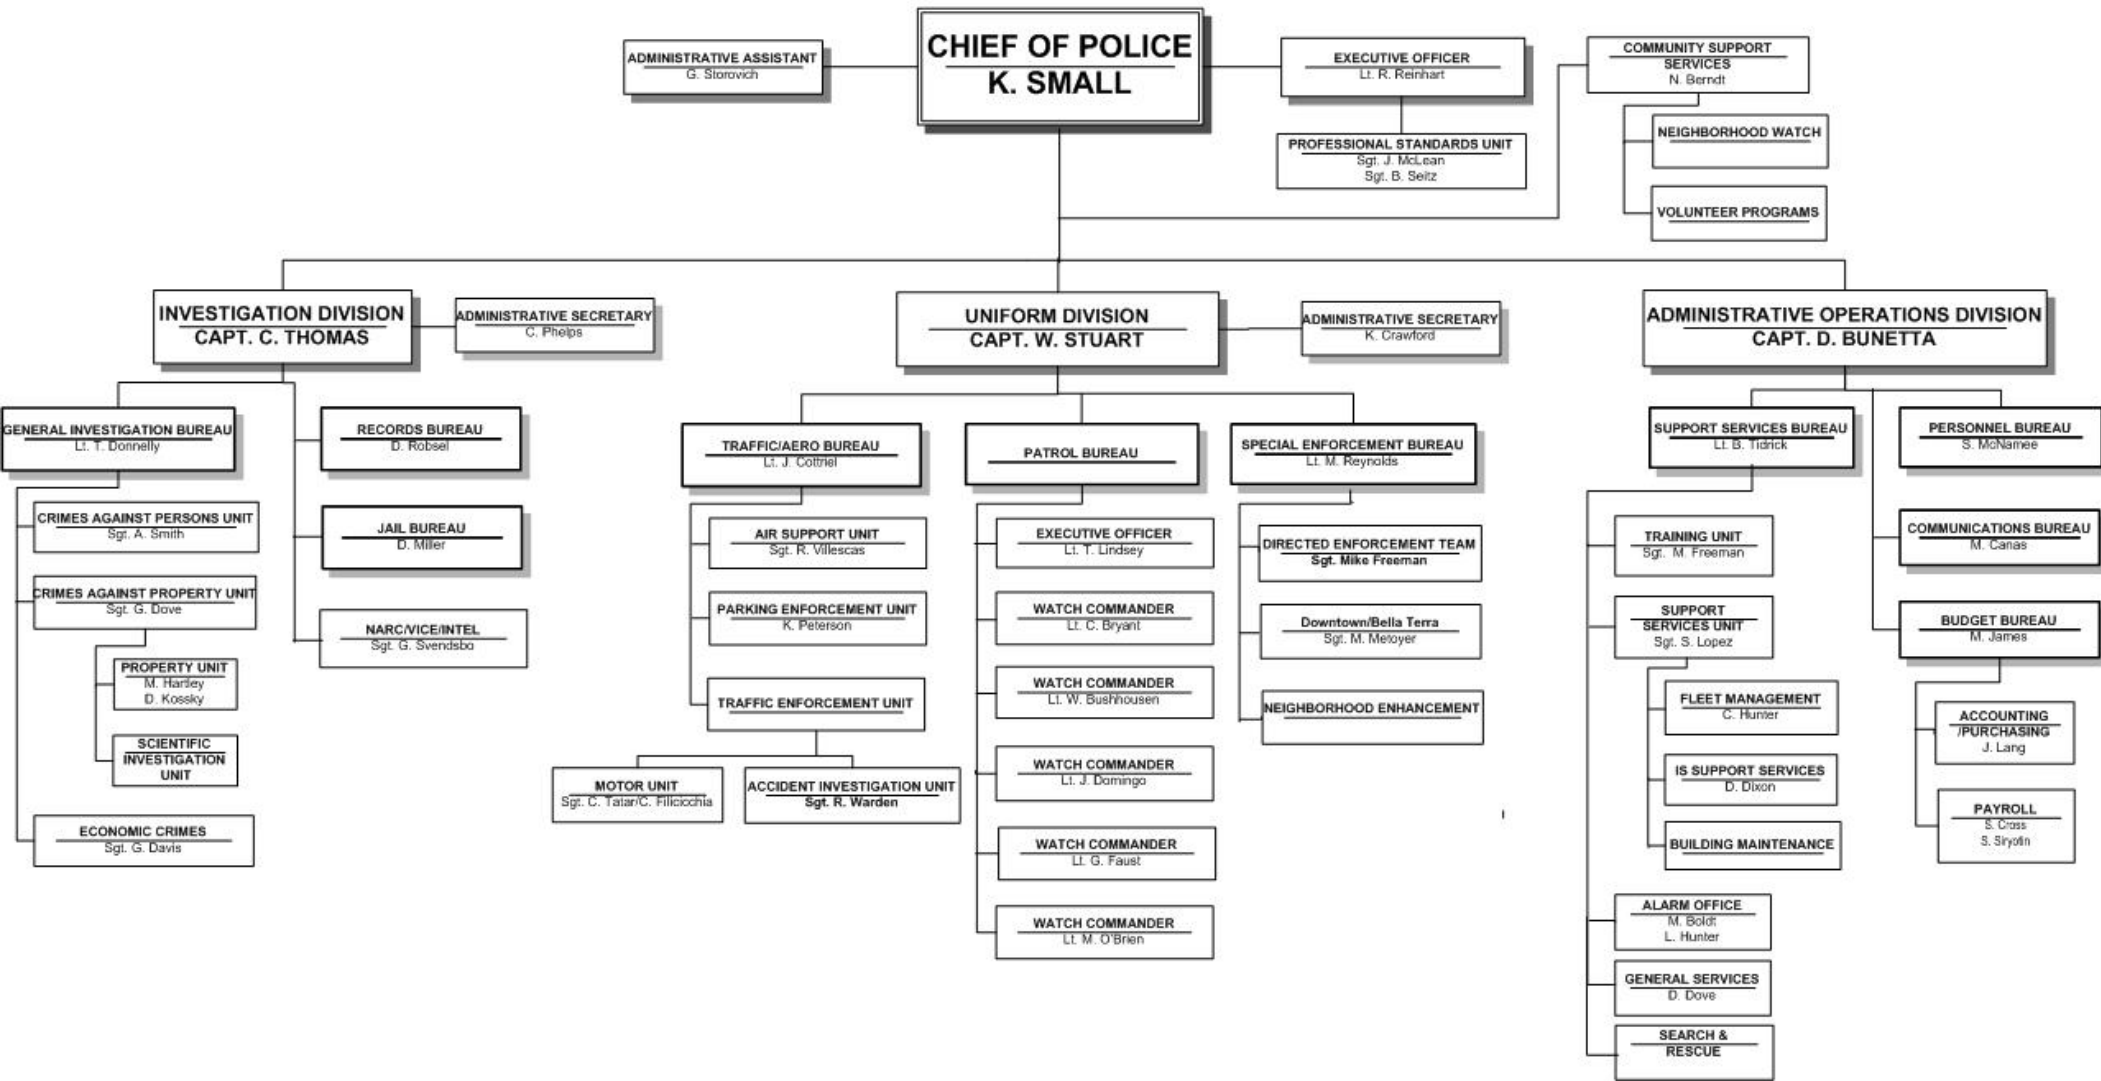 ADMINISTRATIVE ASSISTANT
G. Storovich
CHIEF OF POLICE
K. SMALL
EXECUTIVE OFFICER
Lt. R. Reinhart
PROFESSIONAL STANDARDS UNIT
Sgt. J. McLean
Sgt. B. Seitz
COMMUNITY SUPPORT
SERVICES
N. Berndt
NEIGHBORHOOD WATCH
VOLUNTEER PROGRAMS
INVESTIGATION DIVISION
CAPT. C. THOMAS
ADMINISTRATIVE SECRETARY
C. Phelps
GENERAL INVESTIGATION BUREAU
Lt. T. Donnelly
CRIMES AGAINST PERSONS UNIT
Sgt. A. Smith
CRIMES AGAINST PROPERTY UNIT
Sgt. G. Dove
PROPERTY UNIT
M. Hartley
D. Kossky
SCIENTIFIC
INVESTIGATION
UNIT
ECONOMIC CRIMES
Sgt. G. Davis
RECORDS BUREAU
D. Robsel
JAIL BUREAU
D. Miller
NARC/VICE/INTEL
Sgt. G. Svendsbo
UNIFORM DIVISION
CAPT. W. STUART
ADMINISTRATIVE SECRETARY
K. Crawford
TRAFFIC/AERO BUREAU
Lt. J. Cottriel
AIR SUPPORT UNIT
Sgt. R. Villescas
PARKING ENFORCEMENT UNIT
K. Peterson
TRAFFIC ENFORCEMENT UNIT
MOTOR UNIT
Sgt. C. Tatar/C. Filicicchia
ACCIDENT INVESTIGATION UNIT
Sgt. R. Warden
PATROL BUREAU
EXECUTIVE OFFICER
Lt. T. Lindsey
WATCH COMMANDER
Lt. C. Bryant
WATCH COMMANDER
Lt. W. Bushhousen
WATCH COMMANDER
Lt. J. Domingo
WATCH COMMANDER
Lt. G. Faust
WATCH COMMANDER
Lt. M. O'Brien
SPECIAL ENFORCEMENT BUREAU
Lt. M. Reynolds
DIRECTED ENFORCEMENT TEAM
Sgt. Mike Freeman
Downtown/Bella Terra
Sgt. M. Metoyer
NEIGHBORHOOD ENHANCEMENT
ADMINISTRATIVE OPERATIONS DIVISION
CAPT. D. BUNETTA
SUPPORT SERVICES BUREAU
Lt. B. Tidrick
TRAINING UNIT
Sgt. M. Freeman
SUPPORT
SERVICES UNIT
Sgt. S. Lopez
FLEET MANAGEMENT
C. Hunter
IS SUPPORT SERVICES
D. Dixon
BUILDING MAINTENANCE
ALARM OFFICE
M. Boldt
L. Hunter
GENERAL SERVICES
D. Dove
SEARCH &
RESCUE
PERSONNEL BUREAU
S. McNamee
COMMUNICATIONS BUREAU
M. Canas
BUDGET BUREAU
M. James
ACCOUNTING
/PURCHASING
J. Lang
PAYROLL
S. Cross
S. Siryotin